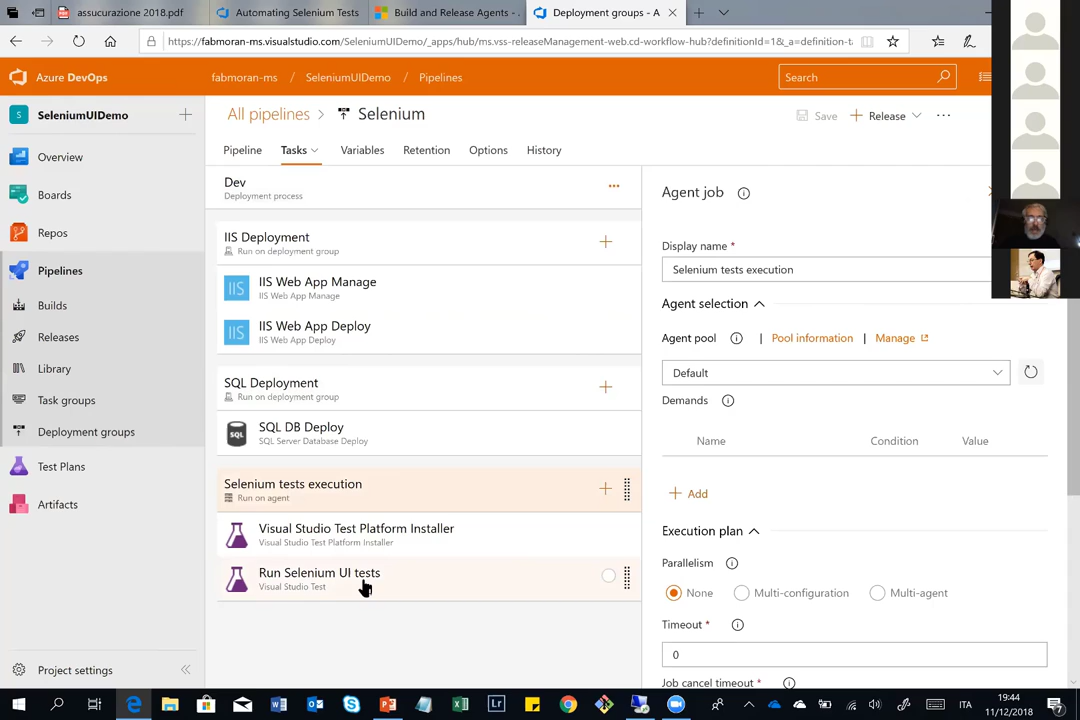 assucurazione 2018.pdf
Automating Selenium Tests
Build and Release Agents - .
Deployment groups - A
https://fabmoran-ms.visualstudio.com/SeleniumUIDemo/_apps/hub/ms.vss-releaseManagement-web.cd-workflow-hub?definitionId=1&_a=definition-ta
Azure DevOps
fabmoran-ms / SeleniumUIDemo / Pipelines
Search
S SeleniumUIDemo
Overview
Boards
Repos
Pipelines
Builds
Releases
Library
Task groups
Deployment groups
Test Plans
Artifacts
Project settings
All pipelines > Selenium
Save
Release
Pipeline Tasks Variables Retention Options History
Dev
Deployment process
IIS Deployment
Run on deployment group
IIS
IIS Web App Manage
IIS Web App Manage
IIS
IIS Web App Deploy
IIS Web App Deploy
SQL Deployment
Run on deployment group
SQL
SQL DB Deploy
SQL Server Database Deploy
Selenium tests execution
Run on agent
Visual Studio Test Platform Installer
Visual Studio Test Platform Installer
Run Selenium UI tests
Visual Studio Test
Agent job
Display name *
Selenium tests execution
Agent selection
Agent pool | Pool information | Manage
Default
Demands
Name Condition Value
Add
Execution plan
Parallelism
None Multi-configuration Multi-agent
Timeout *
0
Job cancel timeout *
Lr
ITA
19:44
11/12/2018
7